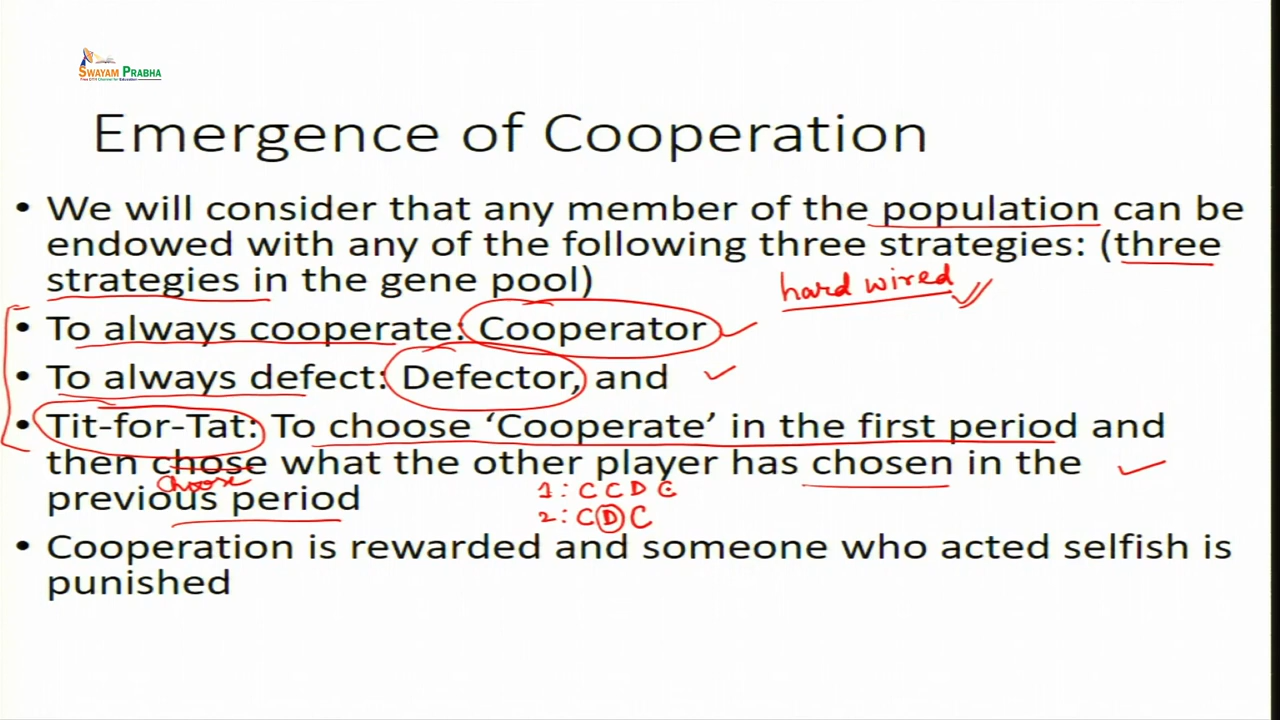 SWAYAM PRABHA
Emergence of Cooperation
• We will consider that any member of the population can be
endowed with any of the following three strategies: (three
strategies in the gene pool)
hard wired
• To always cooperate: Cooperator
• To always defect: Defector, and
• Tit-for-Tat: To choose ‘Cooperate’ in the first period and
then chose what the other player has chosen in the
choose
previous period
1: C C D C
2: C D C
• Cooperation is rewarded and someone who acted selfish is
punished